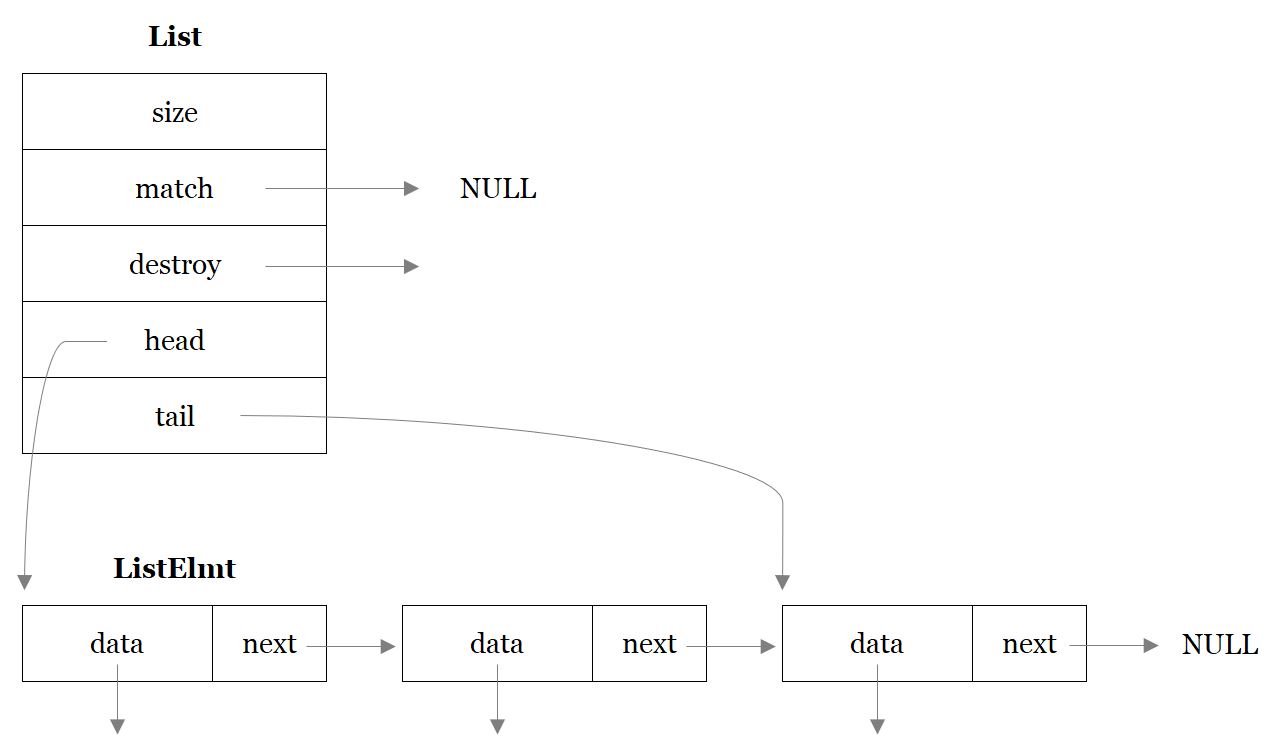 List
size
match NULL
destroy
head
tail
ListElmt
data next data next data next NULL